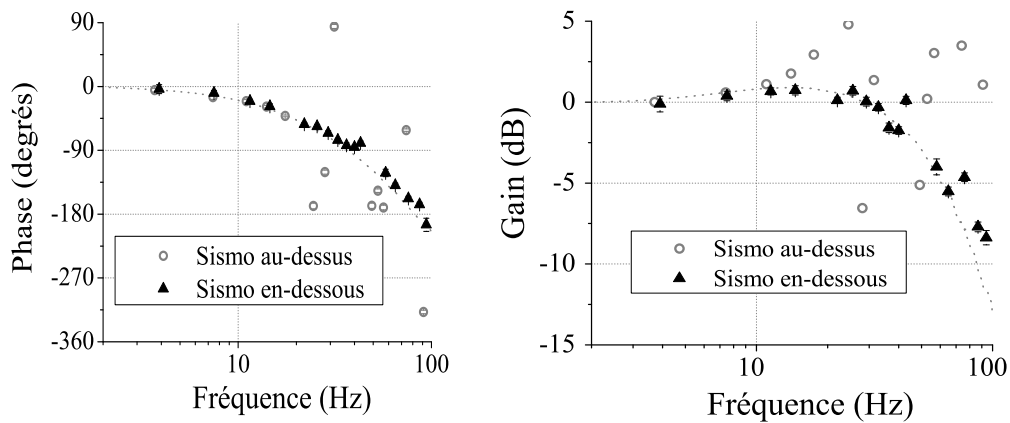 90
0
-90
-180
-270
-360
Phase (degrés)
Sismo au-dessus
Sismo en-dessous
10
100
Fréquence (Hz)
5
0
-5
-10
-15
Gain (dB)
Sismo au-dessus
Sismo en-dessous
10
100
Fréquence (Hz)